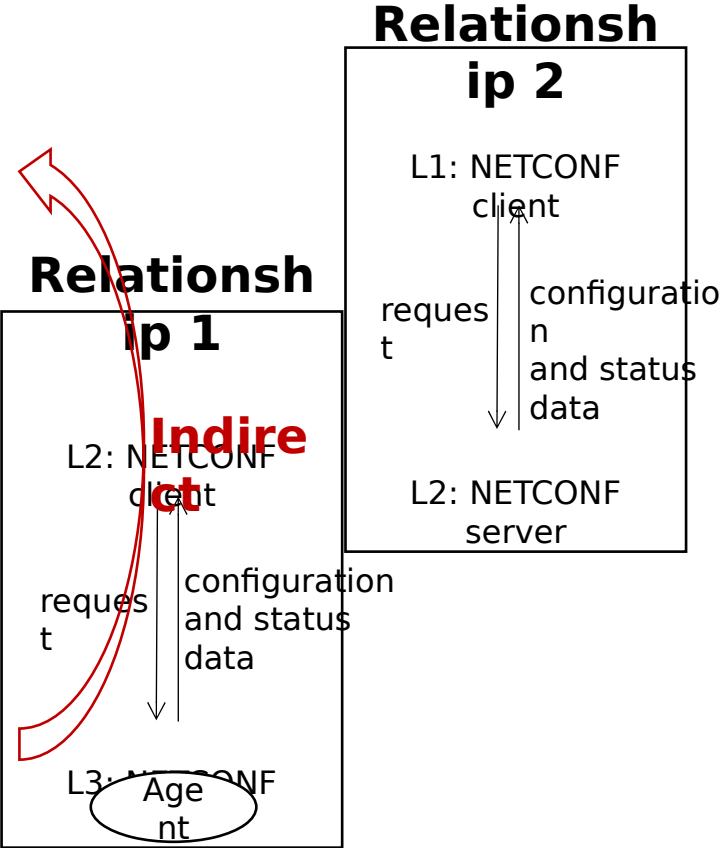 Relationsh
ip 2
L1: NETCONF
client
reques
t
configuratio
n
and status
data
L2: NETCONF
server
Relationsh
ip 1
Indire
ct
L2: NETCONF
client
reques
t
configuration
and status
data
L3: NETCONF
Age
nt